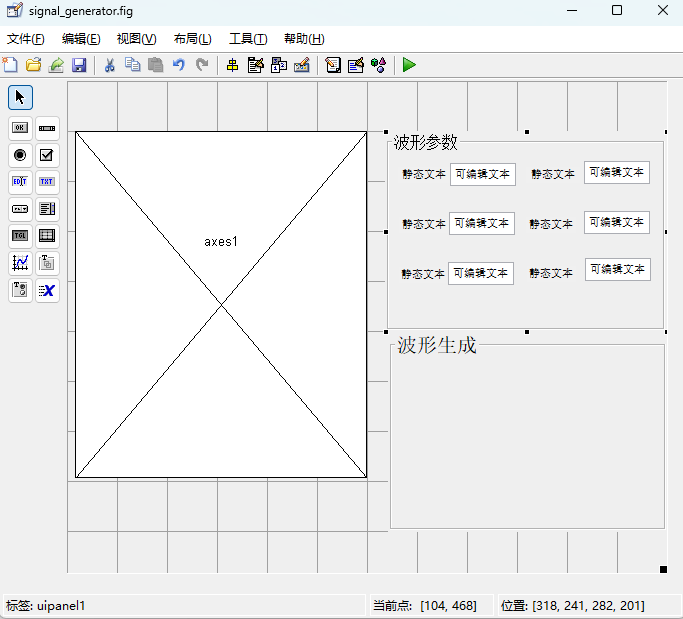 signal_generator.fig
文件(F) 编辑(E) 视图(V) 布局(L) 工具(T) 帮助(H)
OK
EDIT TXT
TGL
axes1
波形参数
静态文本 可编辑文本 静态文本 可编辑文本
静态文本 可编辑文本 静态文本 可编辑文本
静态文本 可编辑文本 静态文本 可编辑文本
波形生成
标签: uipanel1 当前点: [104, 468] 位置: [318, 241, 282, 201]